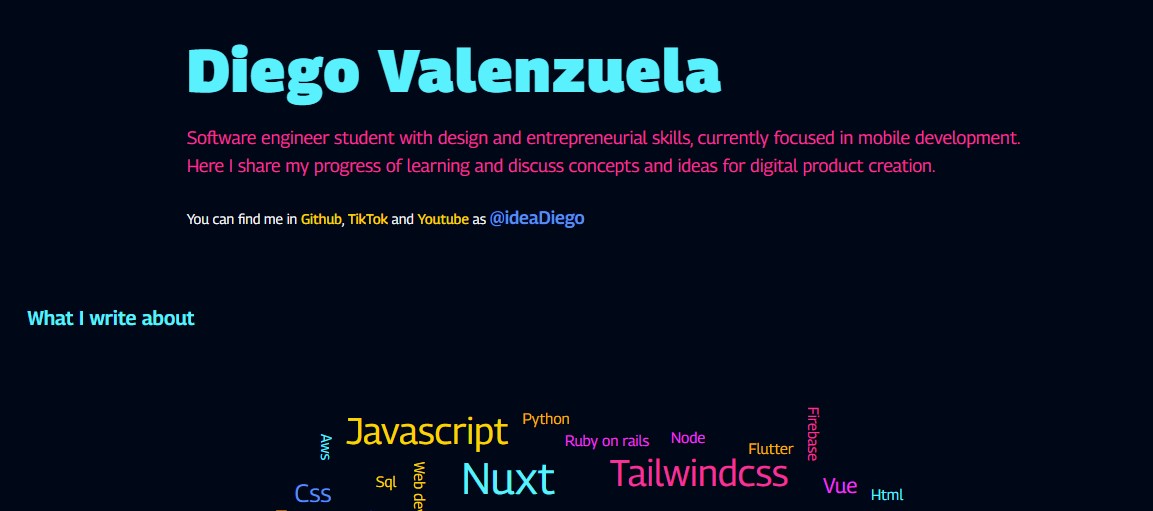 Diego Valenzuela
Software engineer student with design and entrepreneurial skills, currently focused in mobile development.
Here I share my progress of learning and discuss concepts and ideas for digital product creation.
You can find me in Github, TikTok and Youtube as @ideaDiego
What I write about
Javascript
Python
Firebase
Aws
Ruby on rails
Node
Flutter
Sql
Web dev
Nuxt
Tailwindcss
Css
Vue
Html